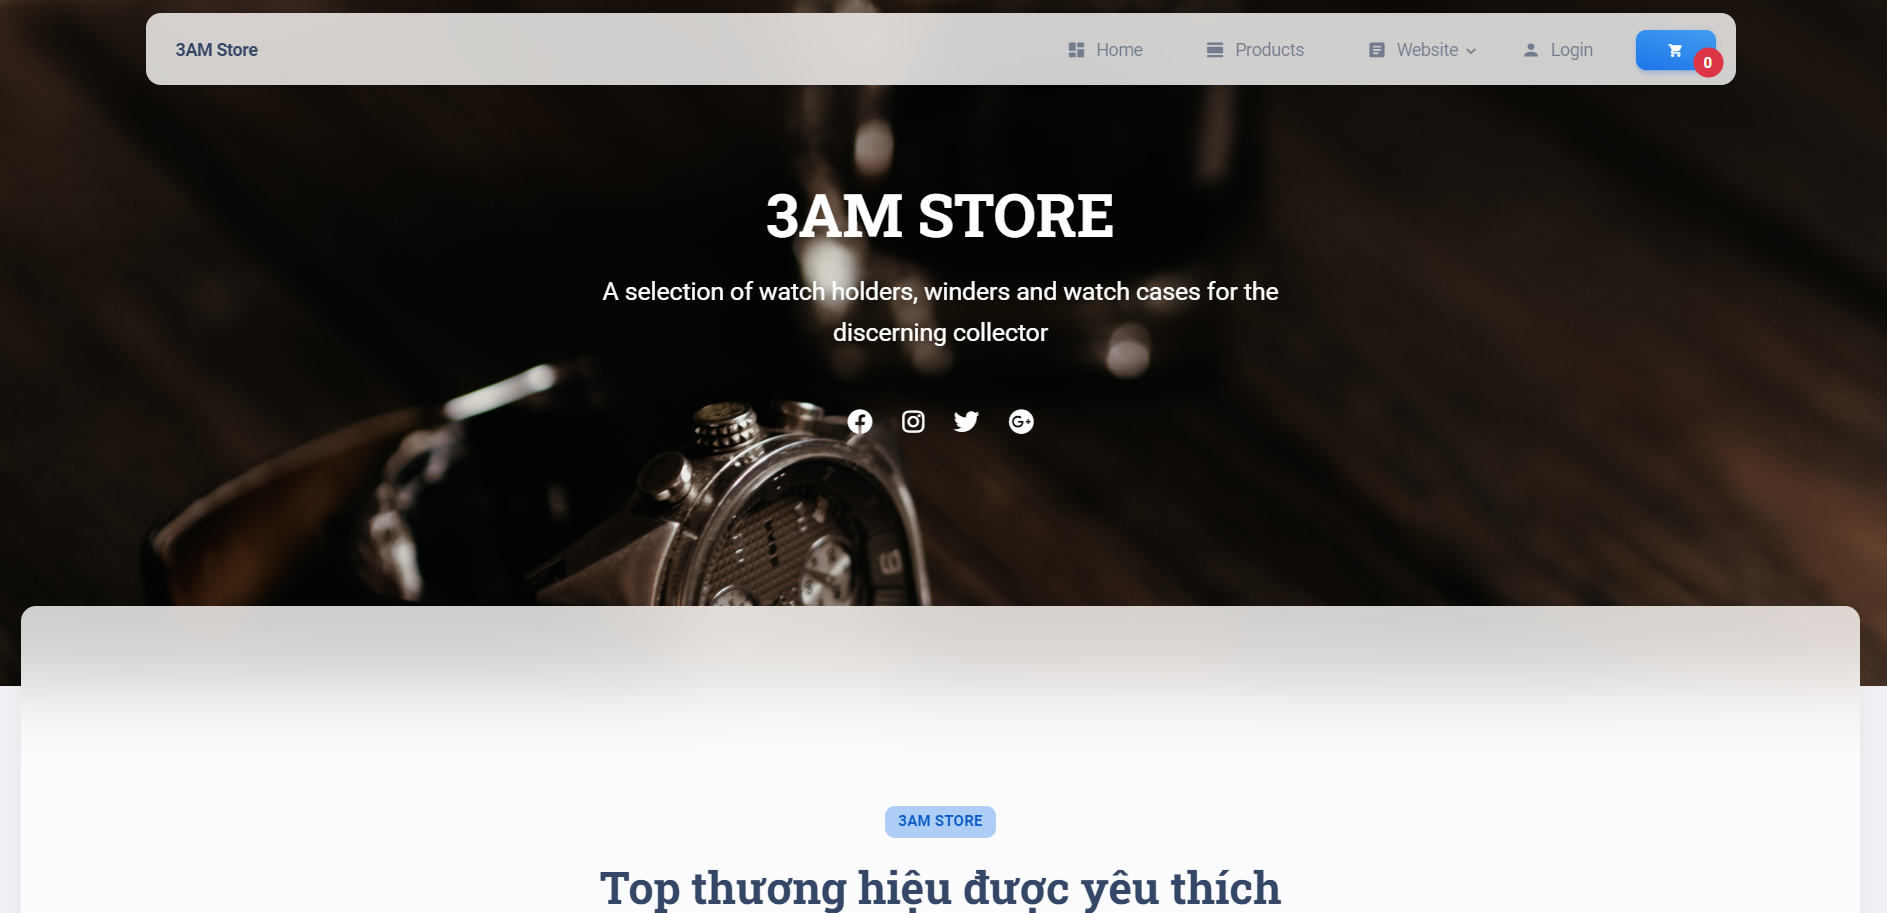 3AM Store
Home
Products
Website
Login
0
3AM STORE
A selection of watch holders, winders and watch cases for the
discerning collector
3AM STORE
Top thương hiệu được yêu thích